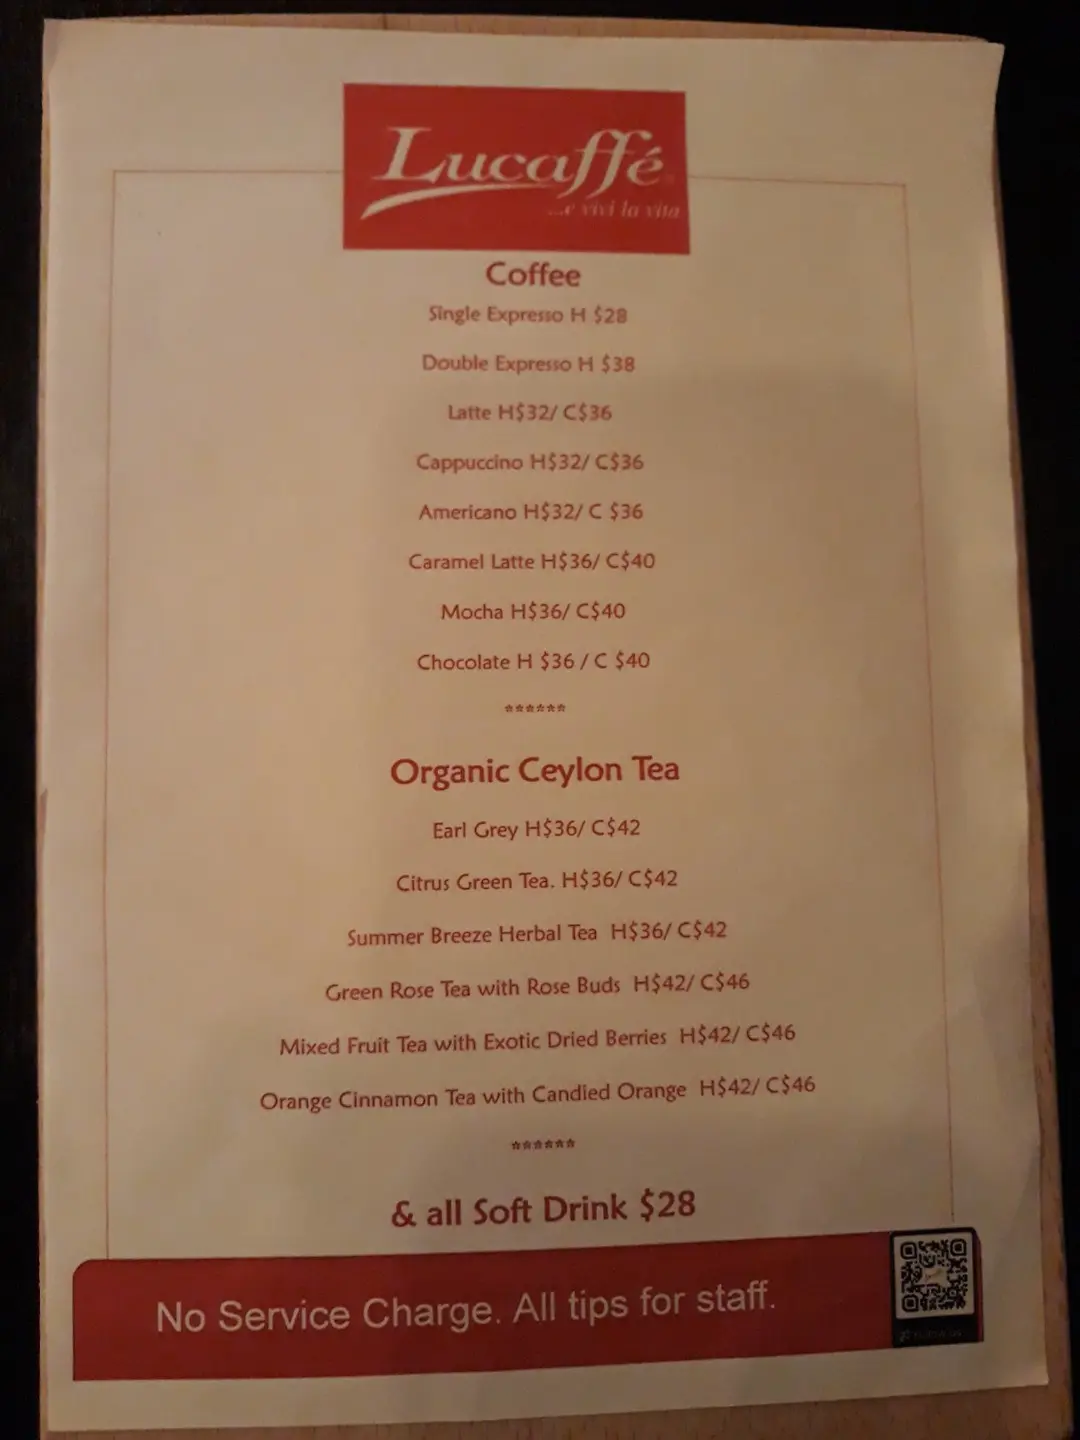 Lucaffé
...e vivi la vita
Coffee
Single Expresso H $28
Double Expresso H $38
Latte H$32/ C$36
Cappuccino H$32/ C$36
Americano H$32/ C $36
Caramel Latte H$36/ C$40
Mocha H$36/ C$40
Chocolate H $36 / C $40
******
Organic Ceylon Tea
Earl Grey H$36/ C$42
Citrus Green Tea. H$36/ C$42
Summer Breeze Herbal Tea H$36/ C$42
Green Rose Tea with Rose Buds H$42/ C$46
Mixed Fruit Tea with Exotic Dried Berries H$42/ C$46
Orange Cinnamon Tea with Candied Orange H$42/ C$46
******
& all Soft Drink $28
No Service Charge. All tips for staff.